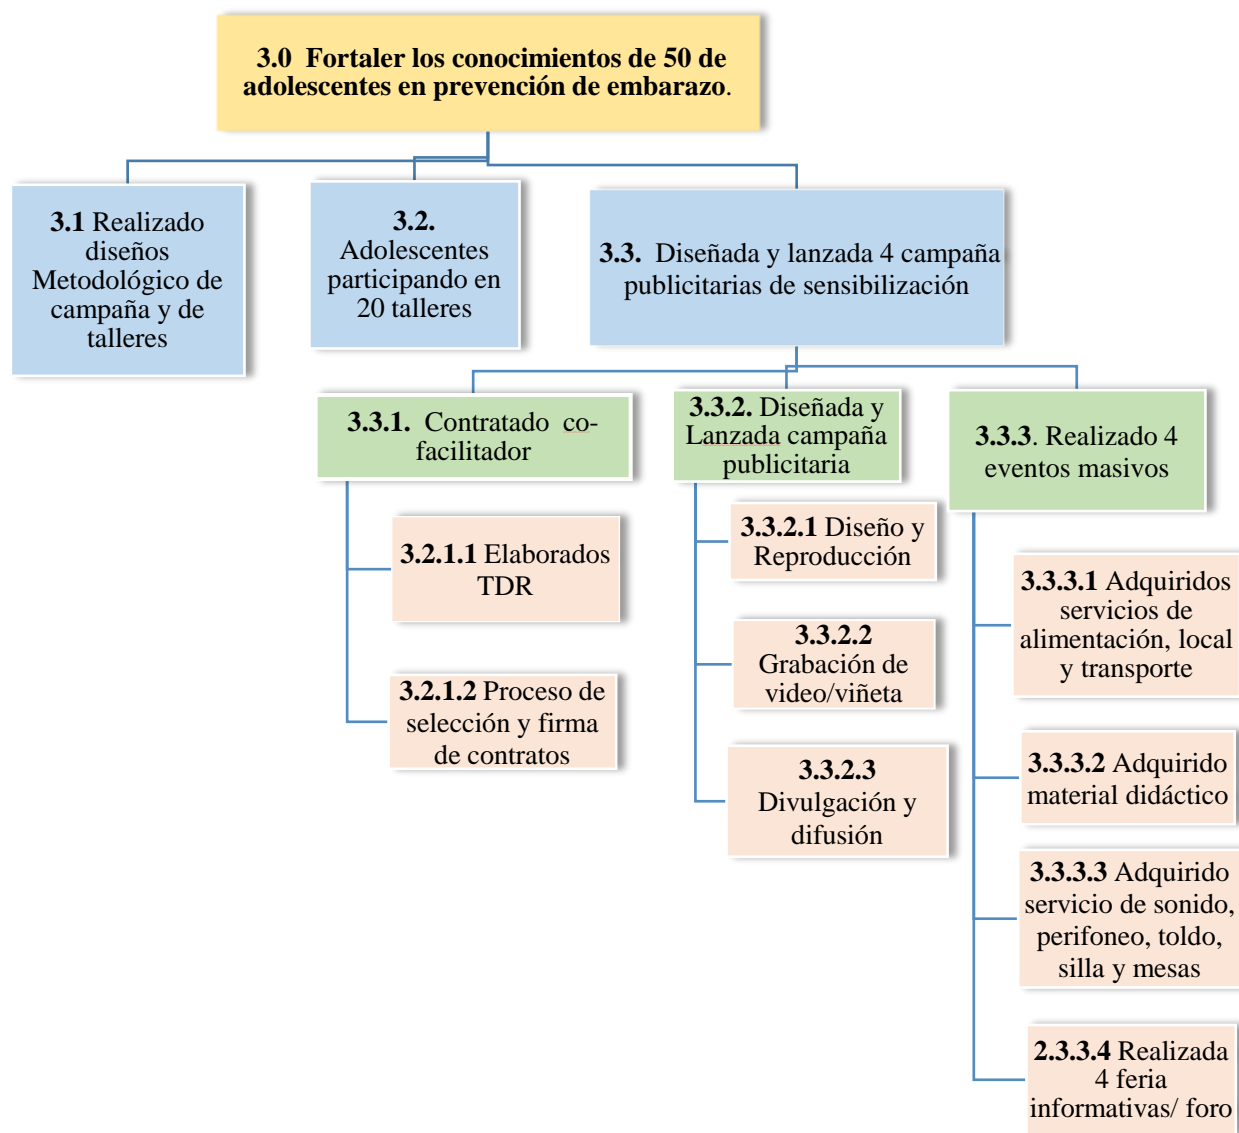 3.0 Fortaler los conocimientos de 50 de
adolescentes en prevención de embarazo.
3.1 Realizado
diseños
Metodológico de
campaña y de
talleres
3.2.
Adolescentes
participando en
20 talleres
3.3. Diseñada y lanzada 4 campaña
publicitarias de sensibilización
3.3.1. Contratado co-
facilitador
3.3.2. Diseñada y
Lanzada campaña
publicitaria
3.3.3. Realizado 4
eventos masivos
3.2.1.1 Elaborados
TDR
3.2.1.2 Proceso de
selección y firma
de contratos
3.3.2.1 Diseño y
Reproducción
3.3.2.2
Grabación de
video/viñeta
3.3.2.3
Divulgación y
difusión
3.3.3.1 Adquiridos
servicios de
alimentación, local
y transporte
3.3.3.2 Adquirido
material didáctico
3.3.3.3 Adquirido
servicio de sonido,
perifoneo, toldo,
silla y mesas
2.3.3.4 Realizada
4 feria
informativas/ foro